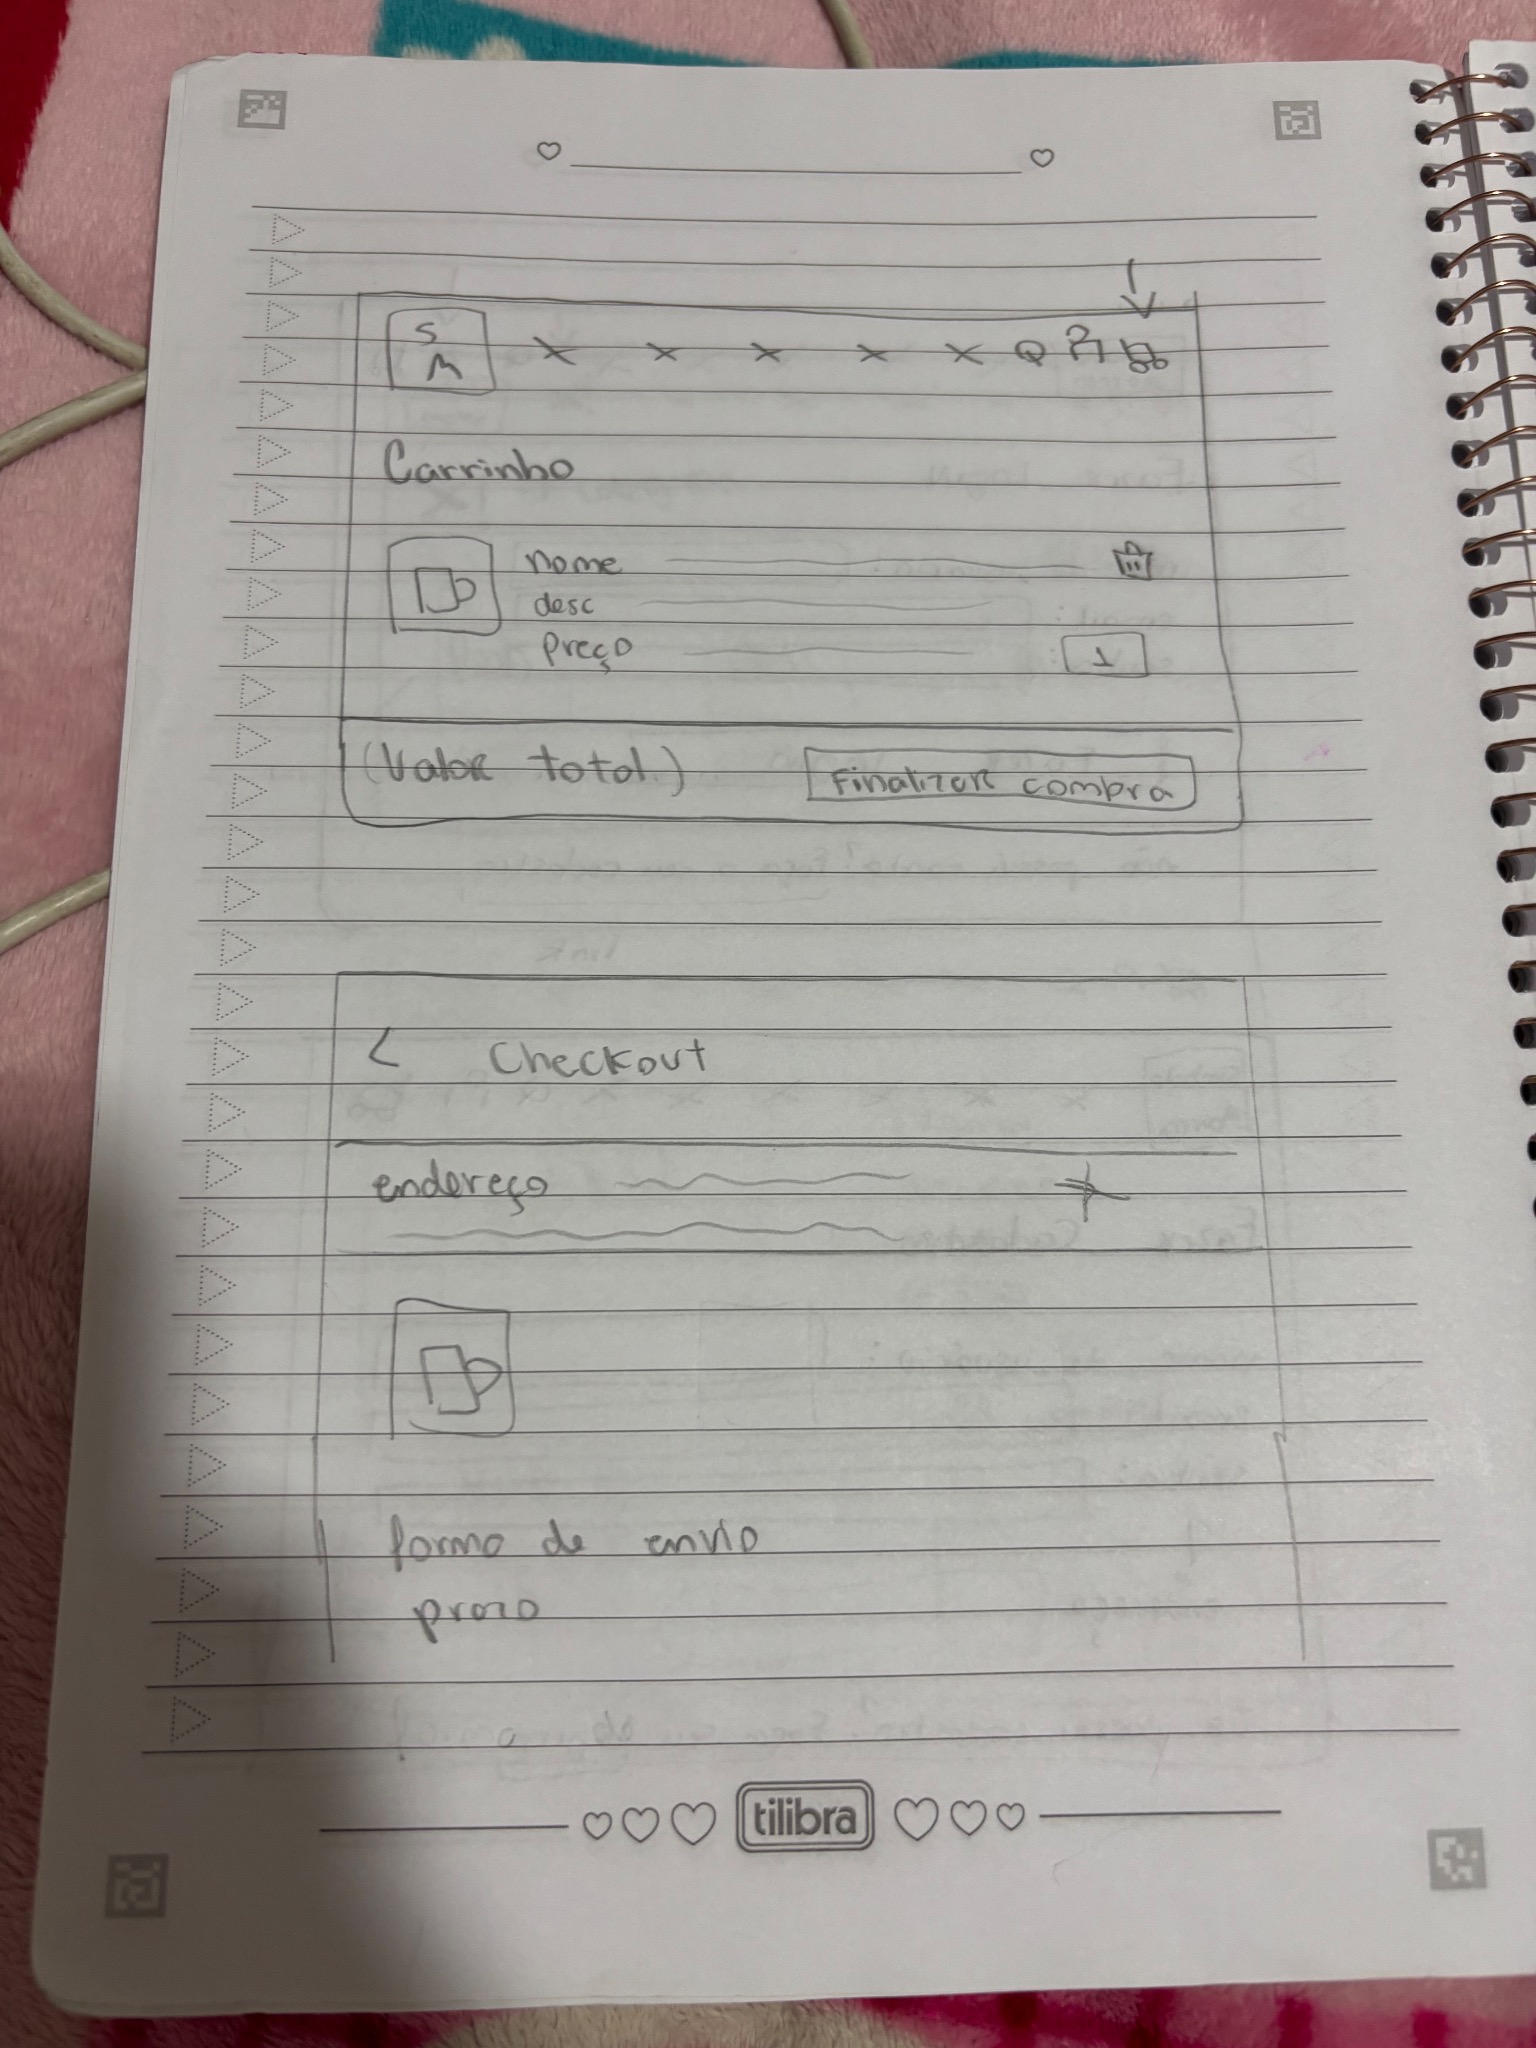 S
M
x x x x x
Carrinho
nome
desc
preço
1
(Valor total)
Finalizar compra
< Checkout
endereço
forma de envio
prazo
tilibra